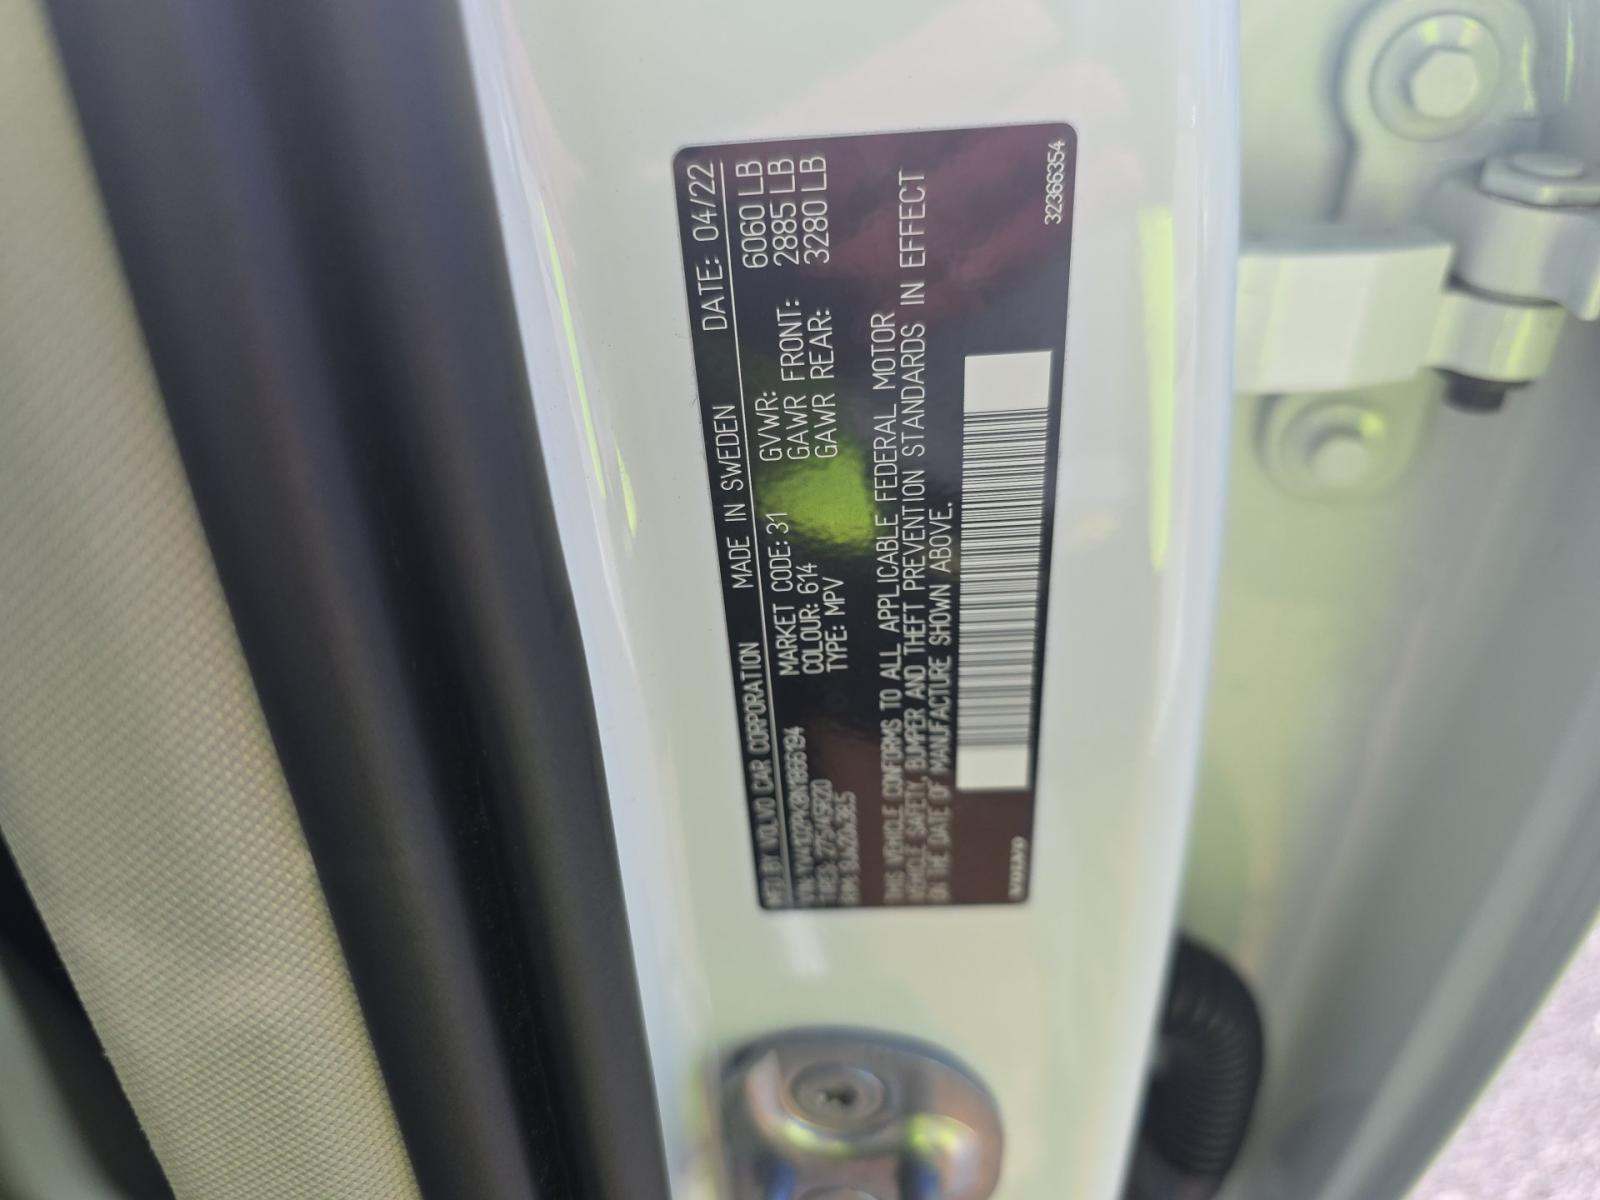 MFD BY VOLVO CAR CORPORATION MADE IN SWEDEN DATE: 04/22
MARKET CODE: 31 GVWR: 6060 LB
COLOUR: 614 GAWR FRONT: 2885 LB
TYPE: MPV GAWR REAR: 3280 LB
THIS VEHICLE CONFORMS TO ALL APPLICABLE FEDERAL MOTOR
VEHICLE SAFETY, BUMPER AND THEFT PREVENTION STANDARDS IN EFFECT
ON THE DATE OF MANUFACTURE SHOWN ABOVE.
VOLVO 32366354